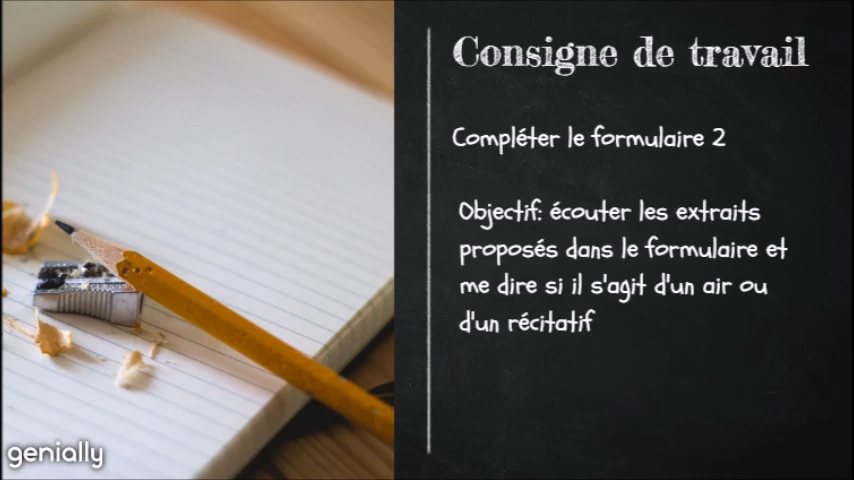 Consigne de travail
Compléter le formulaire 2
Objectif: écouter les extraits
proposés dans le formulaire et
me dire si il s'agit d'un air ou
d'un récitatif
genially